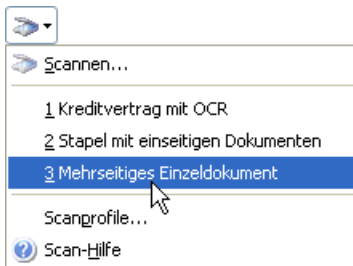 Scannen...
1 Kreditvertrag mit OCR
2 Stapel mit einseitigen Dokumenten
3 Mehrseitiges Einzeldokument
Scanprofile...
Scan-Hilfe